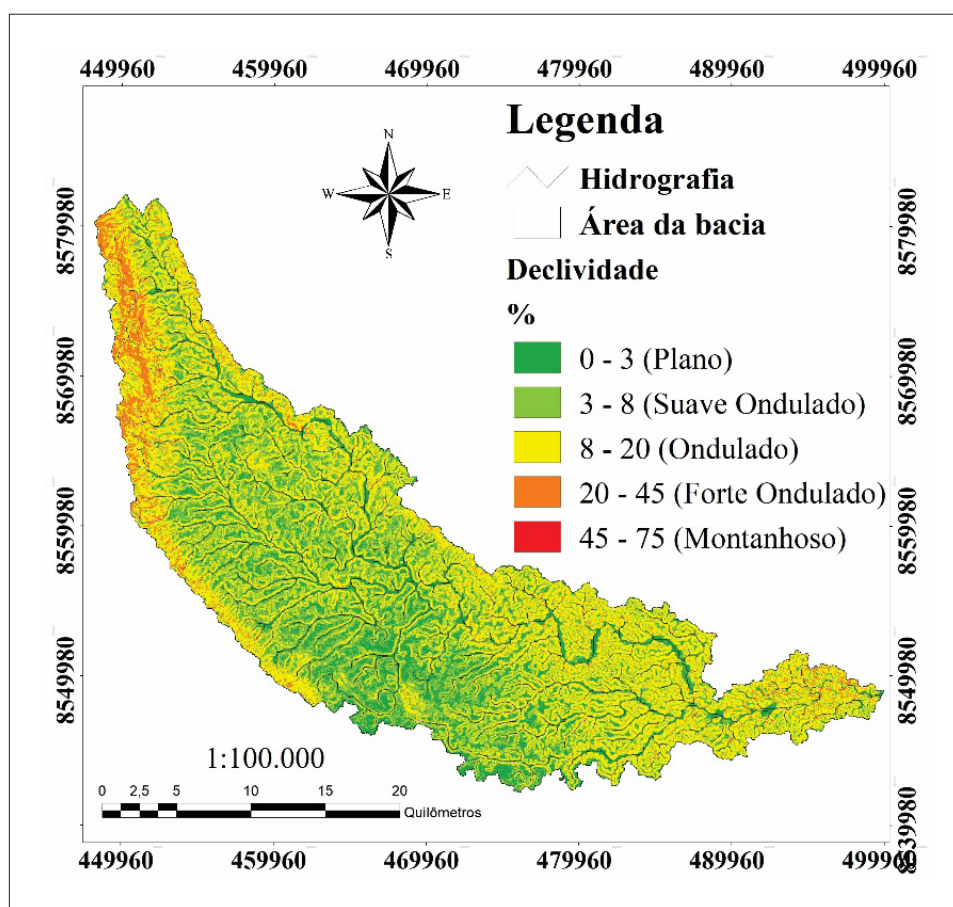 449960 459960 469960 479960 489960 499960
Legenda
N
W E
S
Hidrografia
Área da bacia
Declividade
%
0 - 3 (Plano)
3 - 8 (Suave Ondulado)
8 - 20 (Ondulado)
20 - 45 (Forte Ondulado)
45 - 75 (Montanhoso)
8579980
8569980
8559980
8549980
8579980
8569980
8559980
8549980
8539980
1:100.000
0 2,5 5 10 15 20
Quilômetros
449960 459960 469960 479960 489960 499960